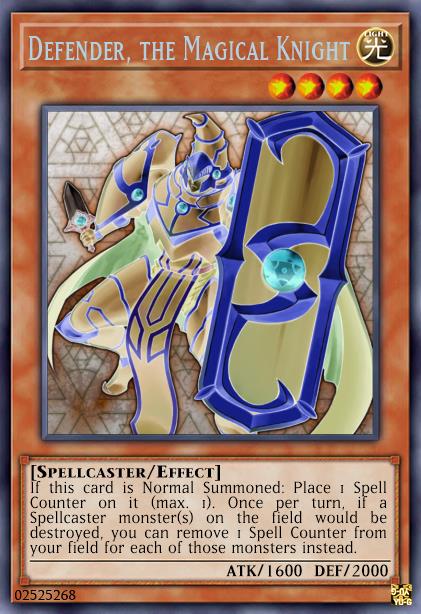 DEFENDER, THE MAGICAL KNIGHT
LIGHT
光
[SPELLCASTER/EFFECT]
If this card is Normal Summoned: Place 1 Spell
Counter on it (max. 1). Once per turn, if a
Spellcaster monster(s) on the field would be
destroyed, you can remove 1 Spell Counter from
your field for each of those monsters instead.
ATK/1600 DEF/2000
02525268